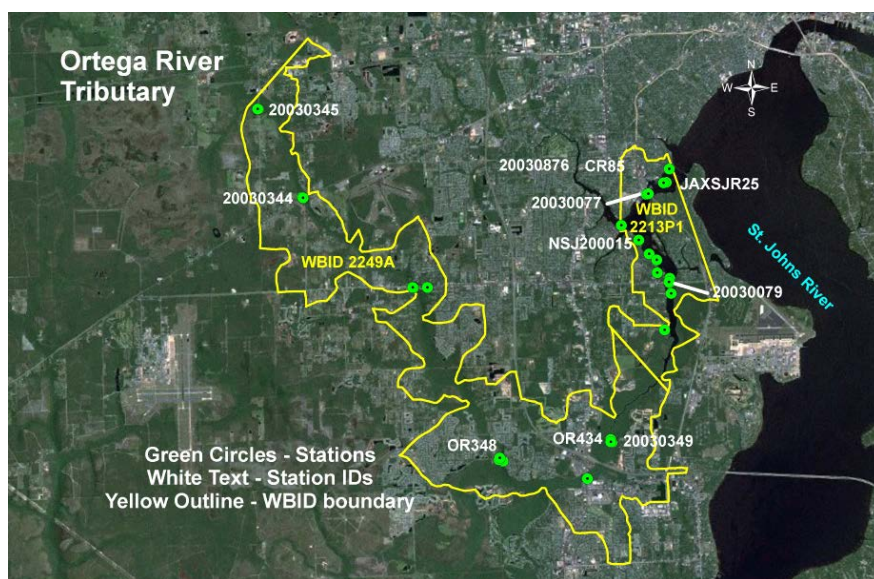 Ortega River
Tributary
N
W E
S
20030345
20030876 CR85
JAXSJR25
20030344
20030077
WBID
2213P1
NSJ200015
St. Johns River
WBID 2249A
20030079
OR348
OR434
20030349
Green Circles - Stations
White Text - Station IDs
Yellow Outline - WBID boundary